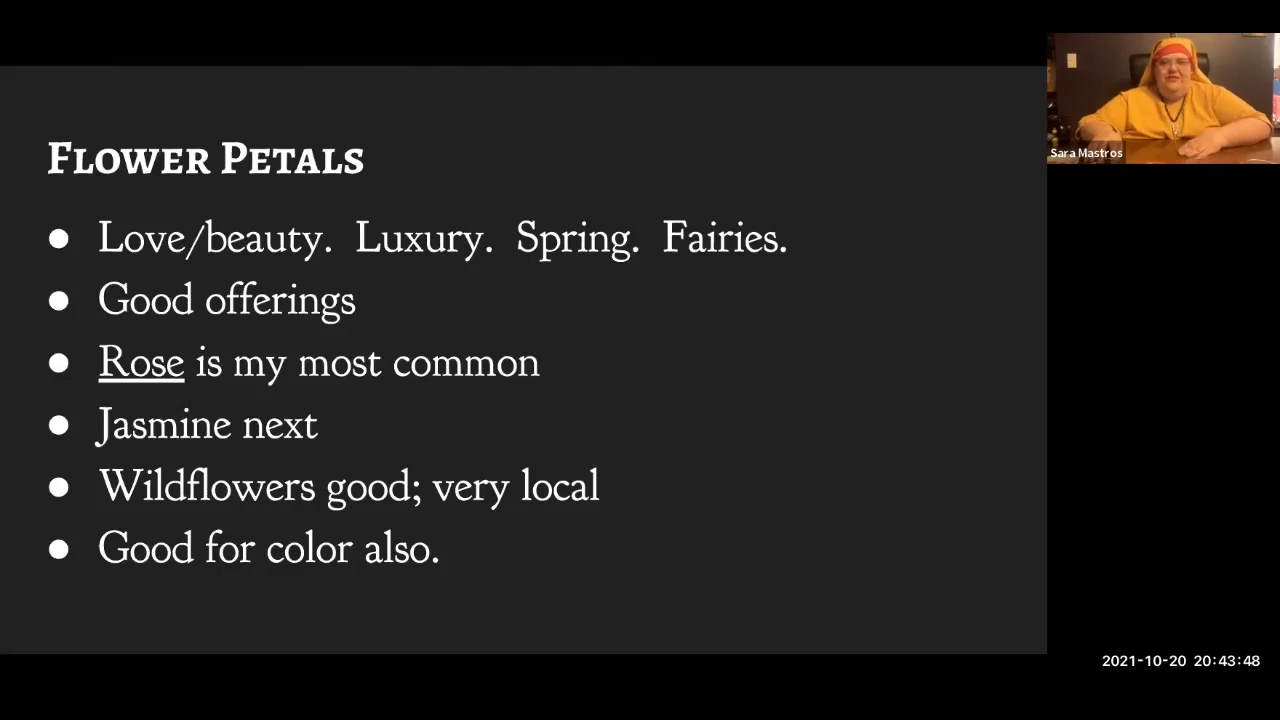 Flower Petals
● Love/beauty.  Luxury.  Spring.  Fairies.
● Good offerings
● Rose is my most common
● Jasmine next
● Wildflowers good; very local
● Good for color also.
Sara Mastros
2021-10-20 20:43:48